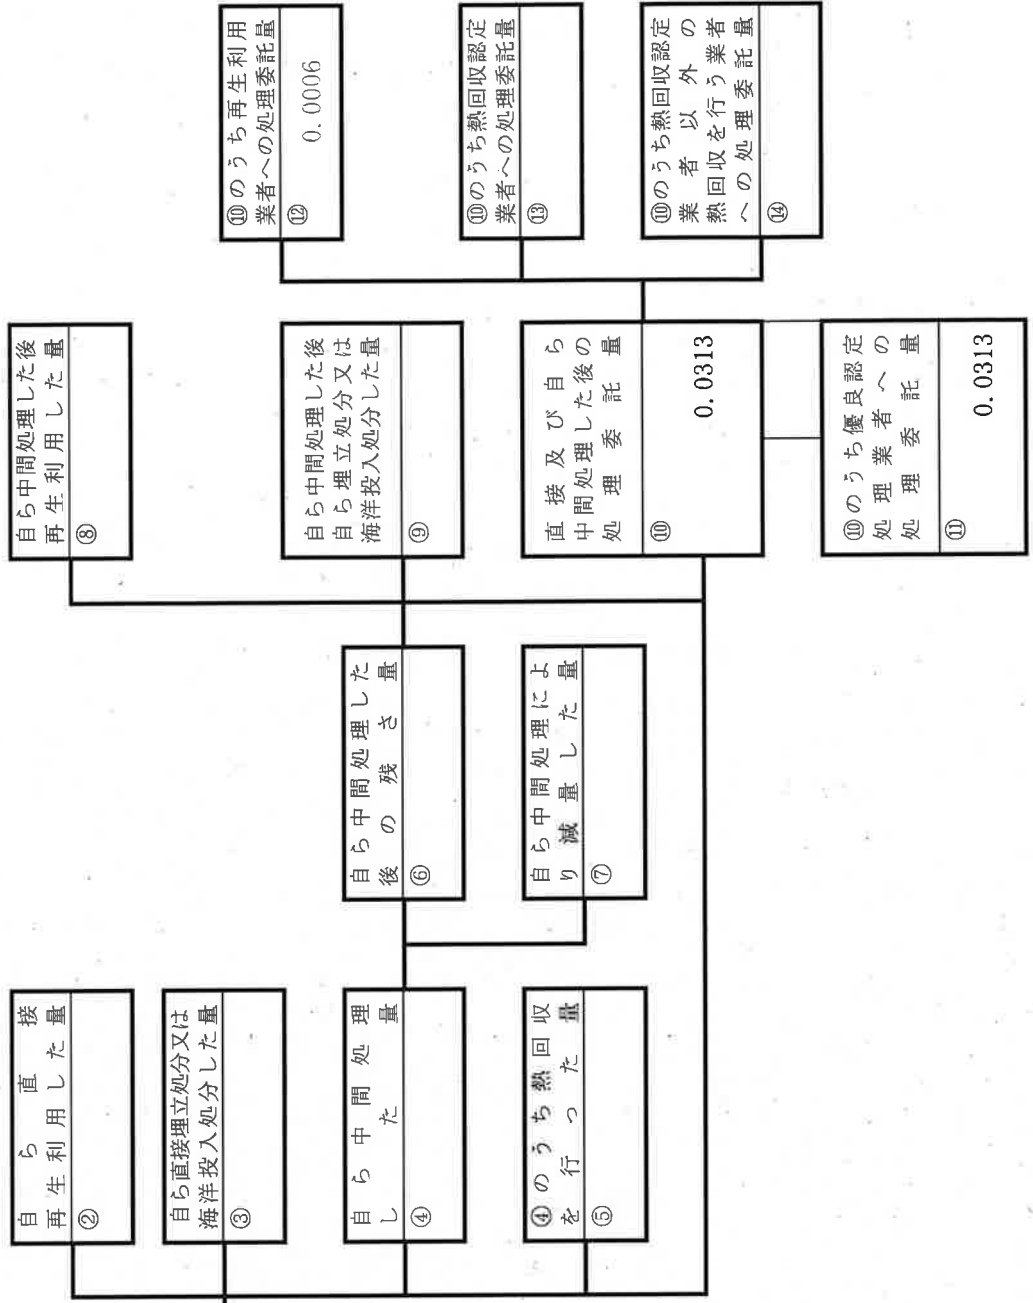 自ら直接
再生利用した量
②
自ら直接埋立処分又は
海洋投入処分した量
③
自ら中間処理
した量
④
④のうち熱回収
を行った量
⑤
自ら中間処理した
後の残さ量
⑥
自ら中間処理によ
り減量した量
⑦
自ら中間処理した後
再生利用した量
⑧
自ら中間処理した後
自ら埋立処分又は
海洋投入処分した量
⑨
直接及び自ら
中間処理した後の
処理委託量
⑩
0.0313
⑩のうち優良認定
処理業者への
処理委託量
⑪
0.0313
⑩のうち再生利用
業者への処理委託量
⑫
0.0006
⑩のうち熱回収認定
業者への処理委託量
⑬
⑩のうち熱回収認定
業者以外の
熱回収を行う業者
への処理委託量
⑭